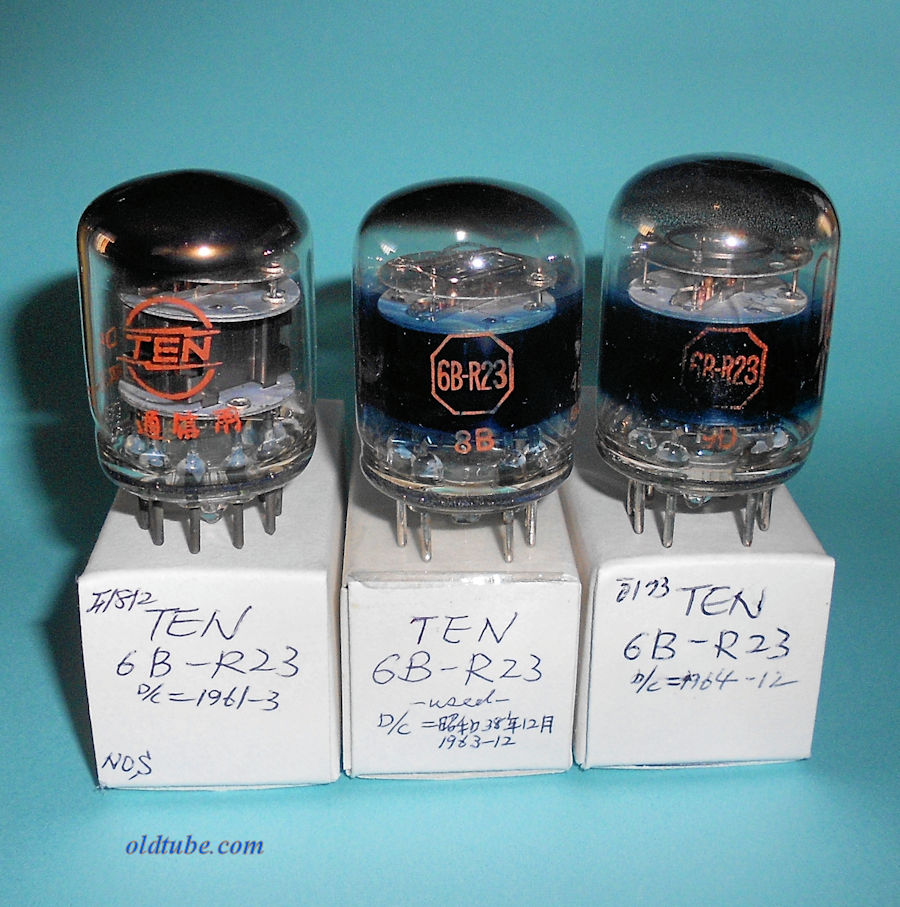 TEN
通信用
6B-R23
8B
6B-R23
9D
TEN
6B-R23
D/C=1961-3
NOS
TEN
6B-R23
-used-
D/C=昭和38年12月
1963-12
TEN
6B-R23
D/C=1964-12
oldtube.com